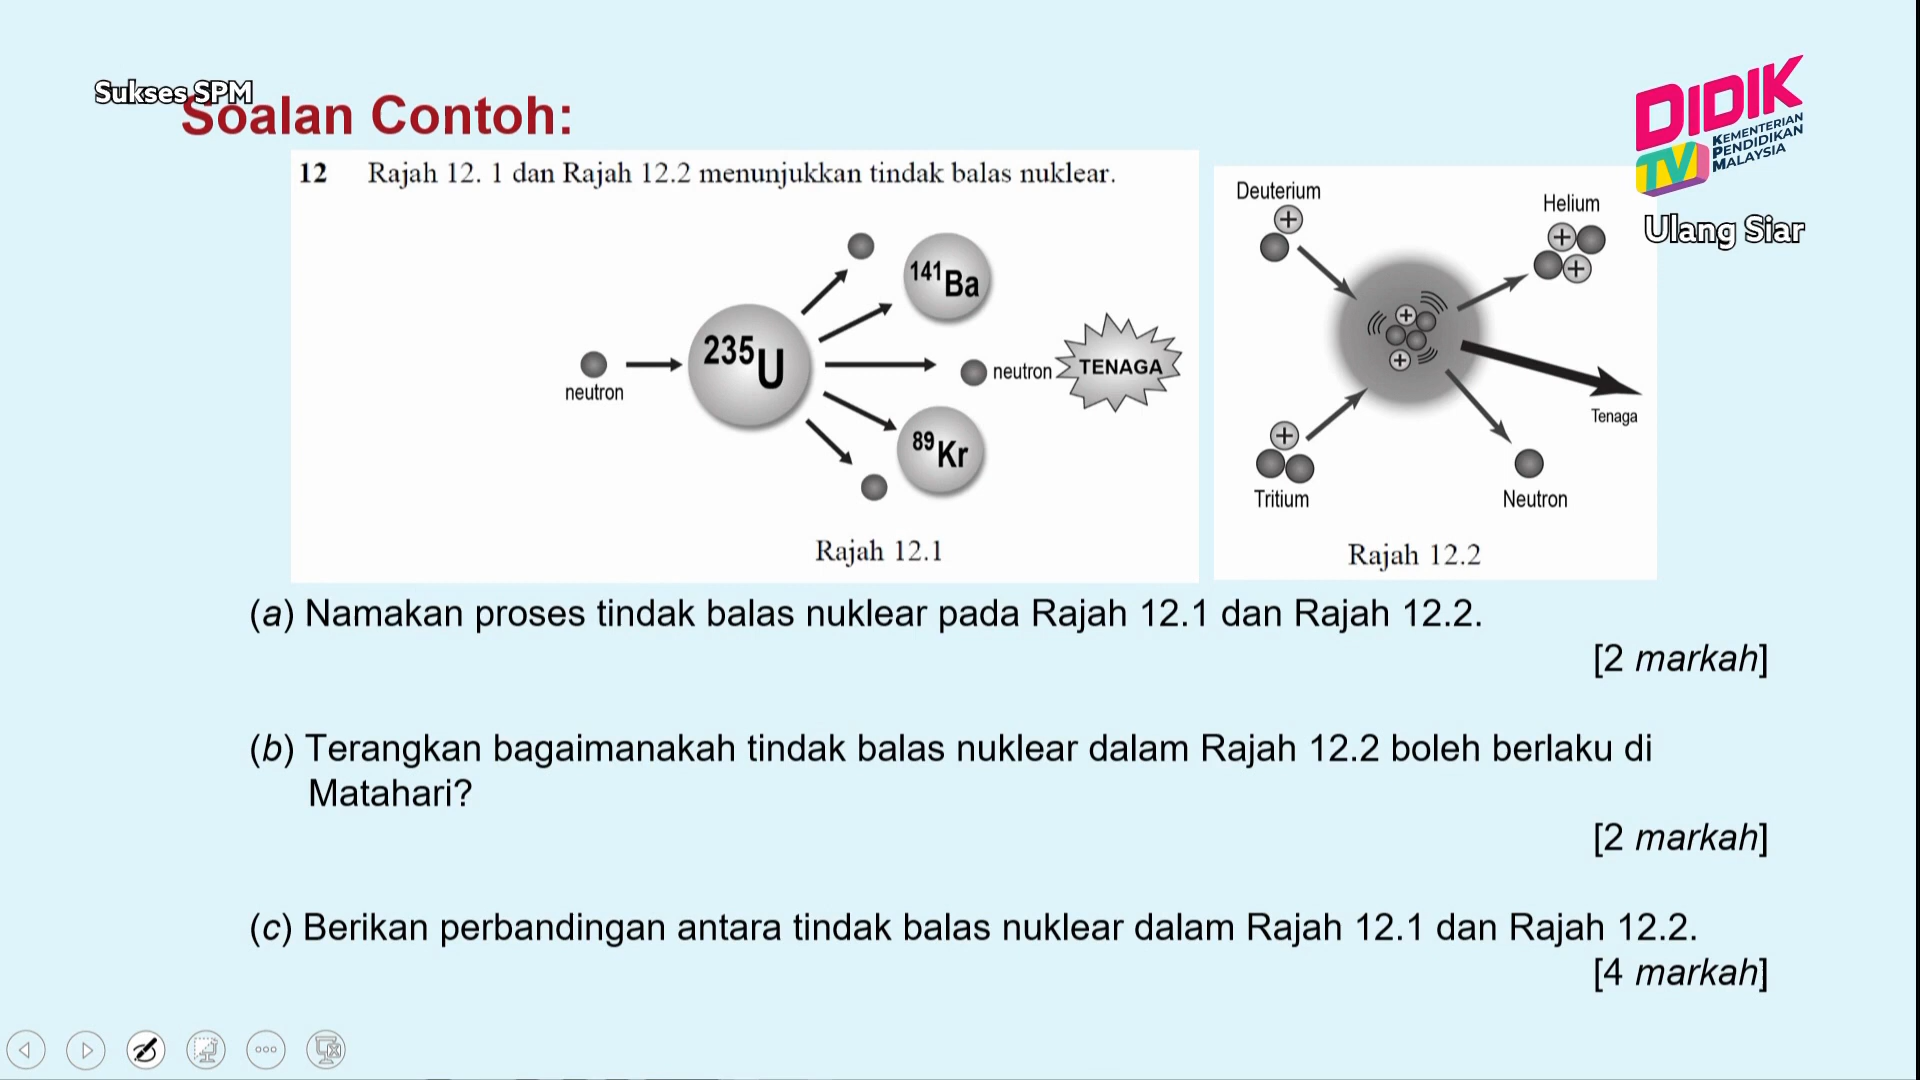 Sukses SPM
Soalan Contoh:
DIDIK
TV
KEMENTERIAN
PENDIDIKAN
MALAYSIA
Ulang Siar
12 Rajah 12. 1 dan Rajah 12.2 menunjukkan tindak balas nuklear.
neutron
235U
141Ba
neutron
TENAGA
89Kr
Rajah 12.1
Deuterium
+
Helium
+
+
+
+
Tenaga
+
Tritium
Neutron
Rajah 12.2
(a) Namakan proses tindak balas nuklear pada Rajah 12.1 dan Rajah 12.2.
[2 markah]
(b) Terangkan bagaimanakah tindak balas nuklear dalam Rajah 12.2 boleh berlaku di
Matahari?
[2 markah]
(c) Berikan perbandingan antara tindak balas nuklear dalam Rajah 12.1 dan Rajah 12.2.
[4 markah]